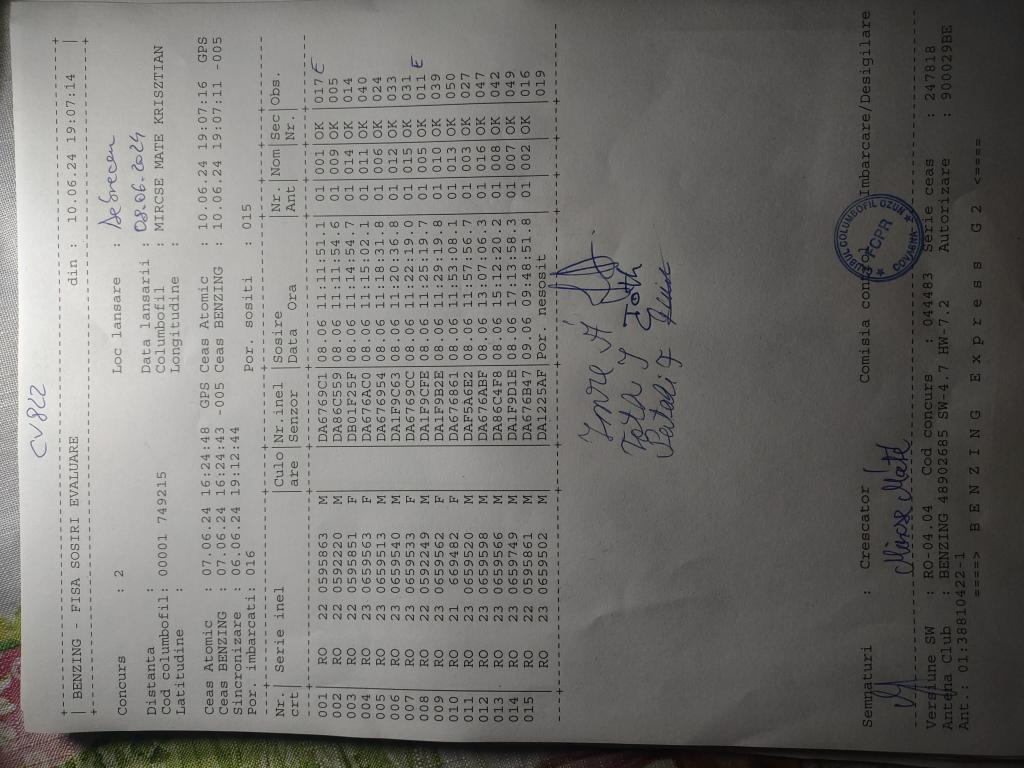 CV8L2
+---------------------------------------------------------------+
| BENZING - FISA SOSIRI EVALUARE din : 10.06.24 19:07:14 |
+---------------------------------------------------------------+
Concurs : 2 Loc lansare : Debrecen
Distanta : Data lansarii : 08.06.2024
Cod columbofil: 00001 749215 Columbofil : MIRCSE MATE KRISZTIAN
Latitudine : Longitudine :
Ceas Atomic : 07.06.24 16:24:48 GPS Ceas Atomic : 10.06.24 19:07:16 GPS
Ceas BENZING : 07.06.24 16:24:43 -005 Ceas BENZING : 10.06.24 19:07:11 -005
Sincronizare : 06.06.24 19:12:44
Por. imbarcati: 016 Por. sositi : 015
Nr. | Serie inel |Culo|Nr.inel |Sosire |Nr. |Nom|Sec|Obs.
crt | |are |Senzor |Data Ora |Ant | |Nr.|
001 | RO 22 0595863 M | |DA6769C1| 08.06 11:11:51.1 |01 |001| OK |017 E
002 | RO 22 0592220 M | |DA86C559| 08.06 11:11:54.6 |01 |009| OK |005
003 | RO 22 0595851 F | |DB01F25F| 08.06 11:14:54.7 |01 |014| OK |014
004 | RO 23 0659563 F | |DA676AC0| 08.06 11:15:02.1 |01 |011| OK |040
005 | RO 23 0659513 M | |DA676954| 08.06 11:18:31.8 |01 |006| OK |024
006 | RO 23 0659540 M | |DA1F9C63| 08.06 11:20:36.8 |01 |012| OK |033
007 | RO 23 0659533 F | |DA6769CC| 08.06 11:22:19.0 |01 |015| OK |031
008 | RO 22 0592249 M | |DA1F9CFE| 08.06 11:25:19.7 |01 |005| OK |011 E
009 | RO 23 0659562 F | |DA1F9B2E| 08.06 11:29:19.8 |01 |010| OK |039
010 | RO 21 669482 F | |DA676861| 08.06 11:53:08.1 |01 |013| OK |050
011 | RO 23 0659520 M | |DAF5A6E2| 08.06 11:57:56.7 |01 |003| OK |027
012 | RO 23 0659598 M | |DA676ABF| 08.06 13:07:06.3 |01 |016| OK |047
013 | RO 23 0659566 M | |DA86C4F8| 08.06 15:12:20.2 |01 |008| OK |042
014 | RO 23 0659749 M | |DA1F9D1E| 08.06 17:13:58.3 |01 |007| OK |049
015 | RO 22 0595861 M | |DA676B47| 09.06 09:48:51.8 |01 |002| OK |016
RO 23 0659502 M | |DA1225AF|Por. nesosit | | | |019
Imre Á
Tóta J Toth
Patali F
Sematuri : Crescator Comisia control Imbarcare/Desigilare
Mircse Máté
CLUBUL COLUMBOFIL OZUN
FCPR
COVASNA
Versiune SW : RO-04.04 Cod concurs : 044483 Serie ceas : 247818
Antena Club : BENZING 48902685 SW-4.7 HW-7.2 Autorizare : 900029BE
Ant.: 01:38810422-1
====> B E N Z I N G E x p r e s s G 2 <====